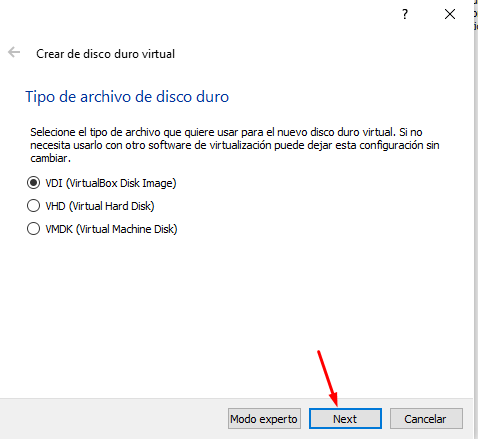 ?
Crear de disco duro virtual
Tipo de archivo de disco duro
Selecione el tipo de archivo que quiere usar para el nuevo disco duro virtual. Si no
necesita usarlo con otro software de virtualización puede dejar esta configuración sin
cambiar.
VDI (VirtualBox Disk Image)
VHD (Virtual Hard Disk)
VMDK (Virtual Machine Disk)
Modo experto Next Cancelar